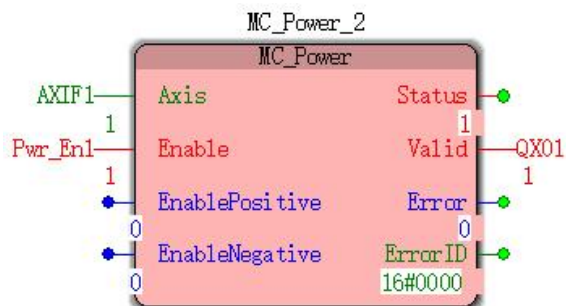 MC_Power_2
MC_Power
AXIF1 Axis Status
1 1
Pwr_En1 Enable Valid QX01
1 1
EnablePositive Error
0 0
EnableNegative ErrorID
0 16#0000